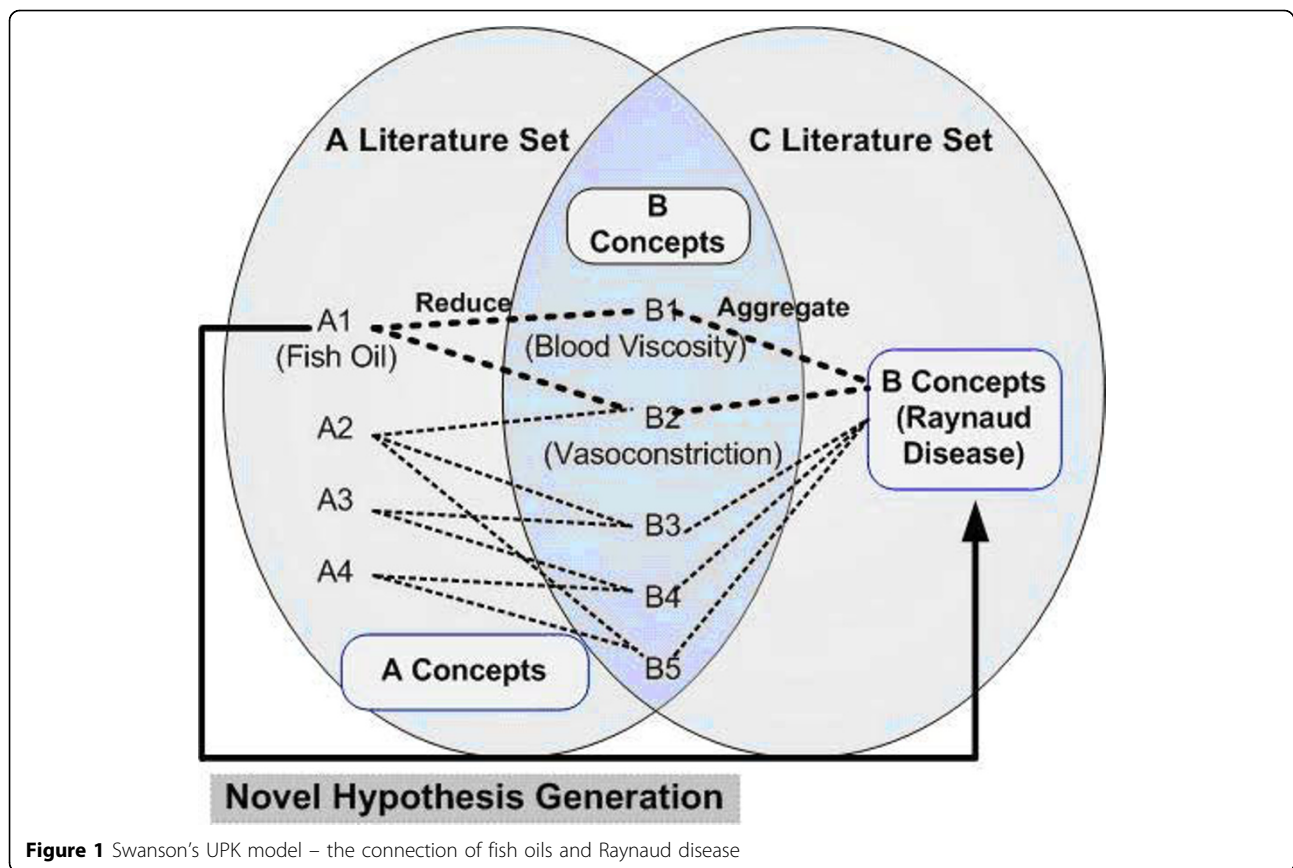 A Literature Set
C Literature Set
B
Concepts
Reduce
Aggregate
A1
(Fish Oil)
B1
(Blood Viscosity)
B Concepts
(Raynaud
Disease)
A2
B2
(Vasoconstriction)
A3
B3
A4
B4
B5
A Concepts
Novel Hypothesis Generation
Figure 1 Swanson's UPK model – the connection of fish oils and Raynaud disease